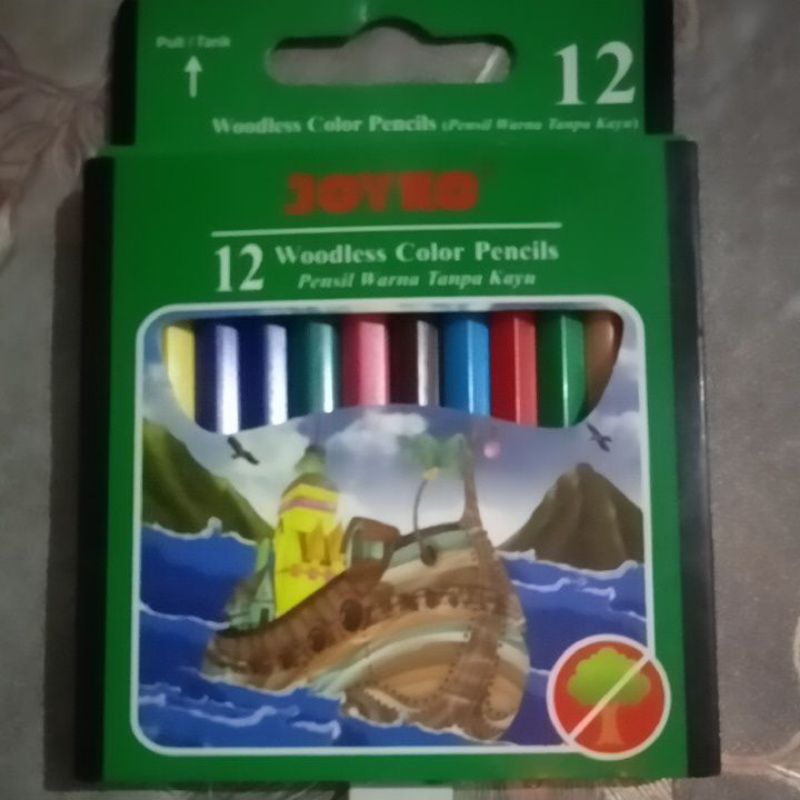 Pull / Tarik
12
Woodless Color Pencils (Pensil Warna Tanpa Kayu)
JOYKO
12 Woodless Color Pencils
Pensil Warna Tanpa Kayu